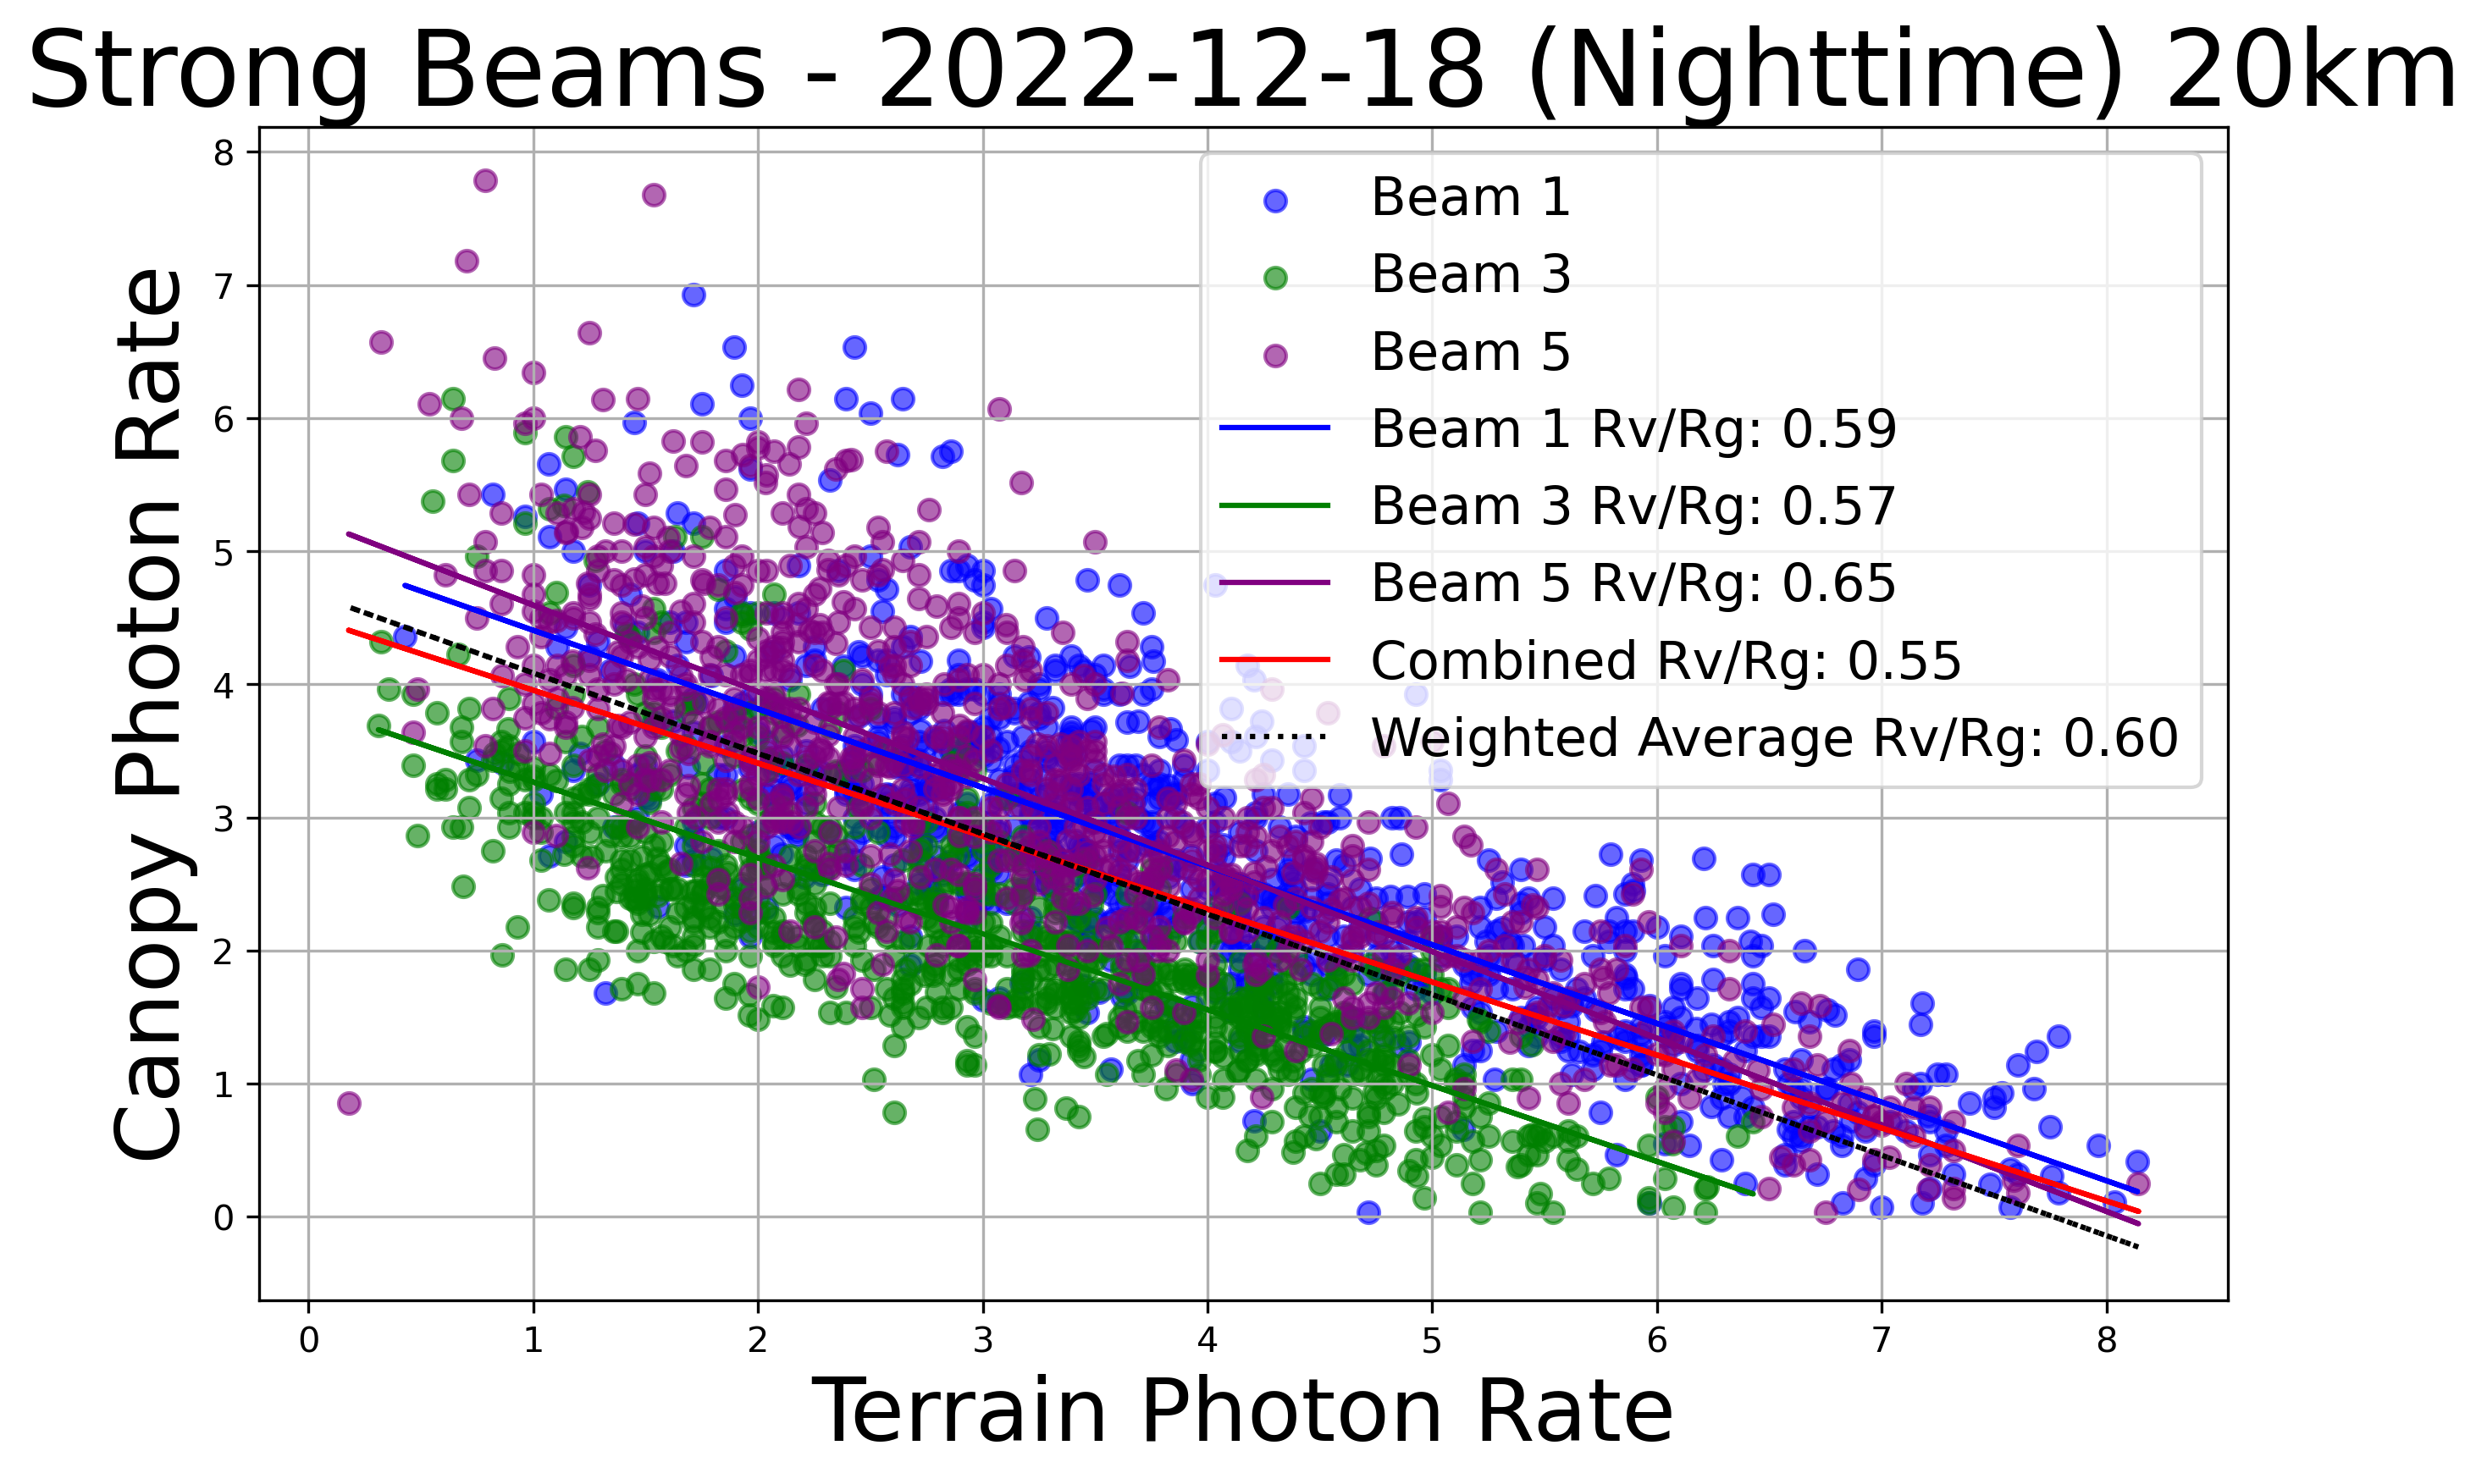 Strong Beams - 2022-12-18 (Nighttime) 20km
Canopy Photon Rate
8
7
6
5
4
3
2
1
0
Beam 1
Beam 3
Beam 5
Beam 1 Rv/Rg: 0.59
Beam 3 Rv/Rg: 0.57
Beam 5 Rv/Rg: 0.65
Combined Rv/Rg: 0.55
Weighted Average Rv/Rg: 0.60
0 1 2 3 4 5 6 7 8
Terrain Photon Rate